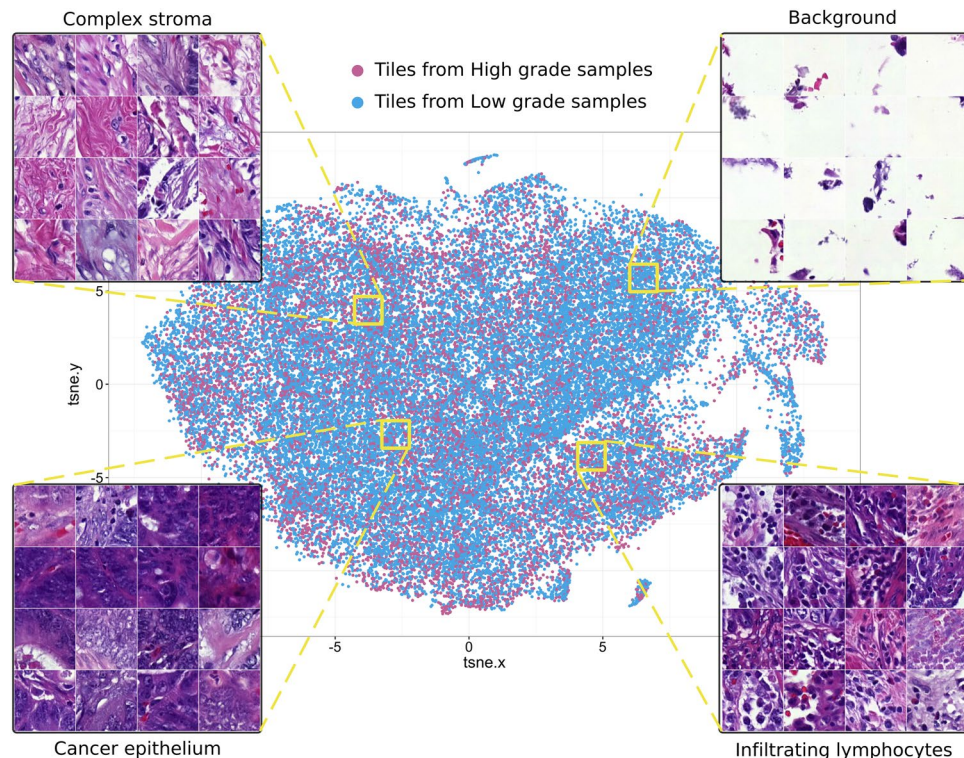 Complex stroma
Background
Tiles from High grade samples
Tiles from Low grade samples
5
0
-5
tsne.y
-5
0
5
tsne.x
Cancer epithelium
Infiltrating lymphocytes